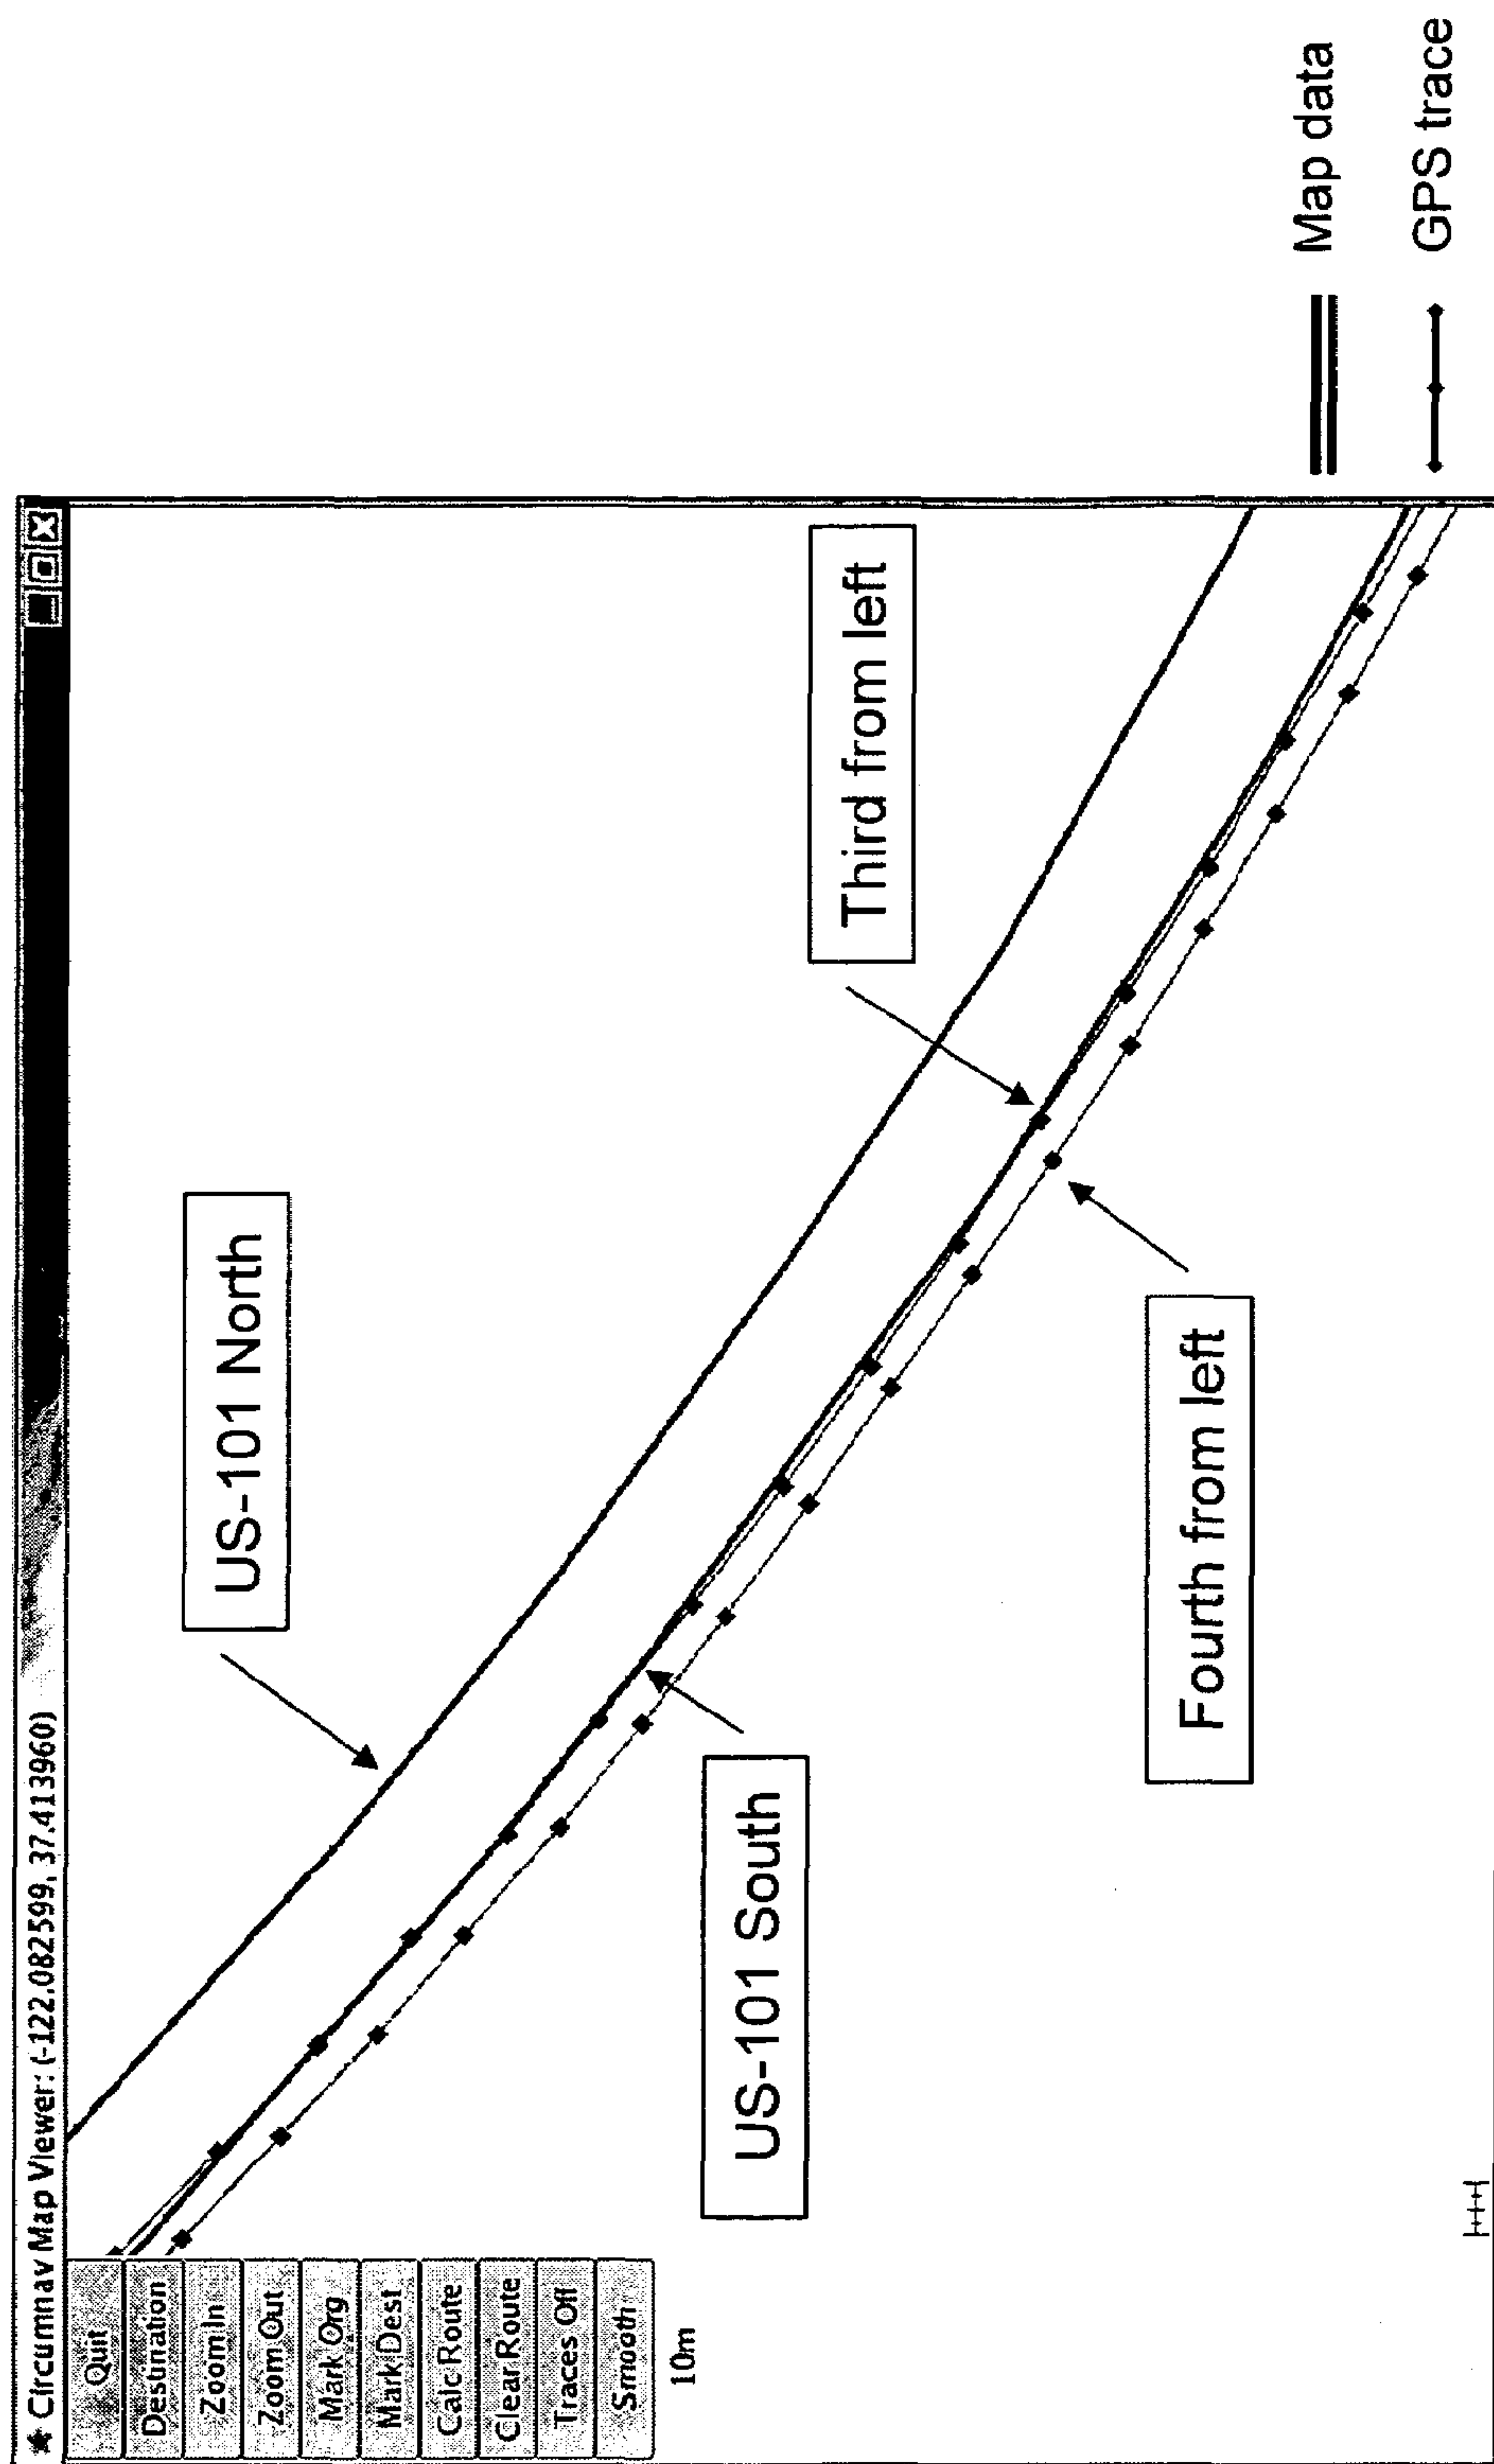 Circumnav Map Viewer: (-122.082599, 37.413960)
Quit
Destination
Zoom In
Zoom Out
Mark Org
Mark Dest
Calc Route
Clear Route
Traces Off
Smooth
10m
US-101 North
US-101 South
Third from left
Fourth from left
Map data
GPS trace